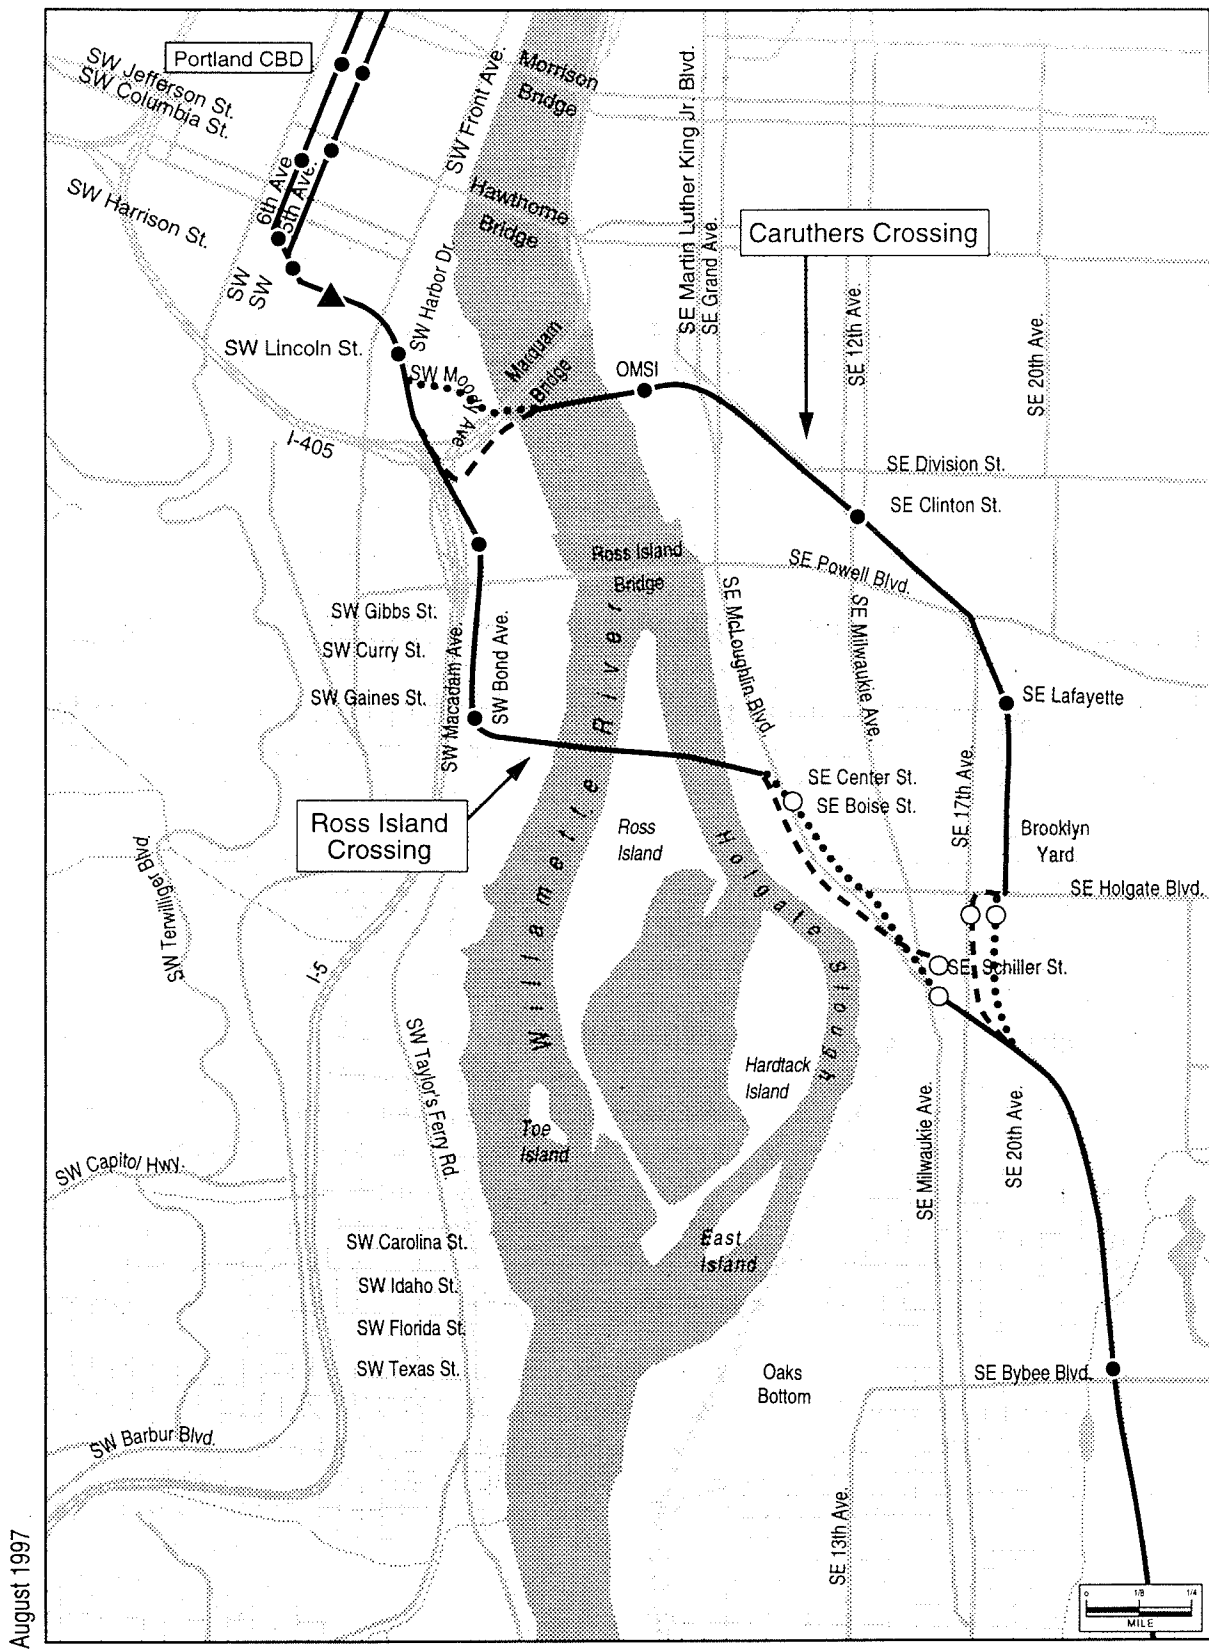 Portland CBD
SW Jefferson St.
SW Columbia St.
SW Harrison St.
6th Ave
5th Ave.
SW
SW
SW Front Ave.
Morrison
Bridge
Hawthorne
Bridge
SE Martin Luther King Jr. Blvd.
SE Grand Ave.
Caruthers Crossing
SW Harbor Dr.
SW Lincoln St.
SW Moody Ave
Marquam
Bridge
OMSI
SE 12th Ave.
SE 20th Ave.
I-405
SE Division St.
SE Clinton St.
Ross Island
Bridge
SE Powell Blvd.
SW Gibbs St.
SW Curry St.
SW Gaines St.
SW Macadam Ave.
SW Bond Ave.
Willamette River
SE McLoughlin Blvd.
SE Milwaukie Ave.
SE Lafayette
SE 17th Ave.
SE Center St.
SE Boise St.
Ross Island
Crossing
Ross
Island
Holgate Slough
Brooklyn
Yard
SE Holgate Blvd.
SW Terwilliger Blvd.
I-5
SE Schiller St.
SW Taylor's Ferry Rd.
Hardtack
Island
Toe
Island
SE Milwaukie Ave.
SE 20th Ave.
SW Capitol Hwy.
East
Island
SW Carolina St.
SW Idaho St.
SW Florida St.
SW Texas St.
Oaks
Bottom
SE Bybee Blvd.
SW Barbur Blvd.
SE 13th Ave.
0 1/8 1/4
MILE
August 1997